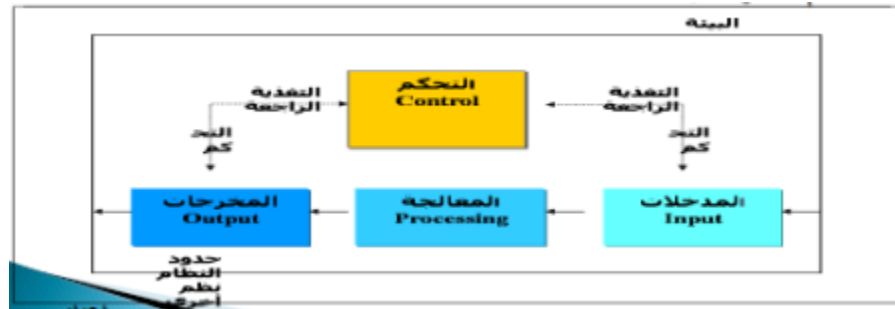 البيئة
التحكم
Control
التغذية
الراجعة
التغذية
الراجعة
التح
كم
التح
كم
المدخلات
Input
المعالجة
Processing
المخرجات
Output
حدود
النظام
نظم
أخرى